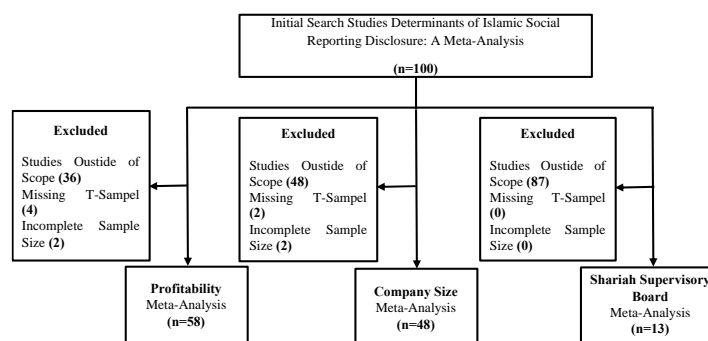 Initial Search Studies Determinants of Islamic Social
Reporting Disclosure: A Meta-Analysis
(n=100)
Excluded
Studies Oustide of
Scope (36)
Missing T-Sampel
(4)
Incomplete Sample
Size (2)
Excluded
Studies Oustide of
Scope (48)
Missing T-Sampel
(2)
Incomplete Sample
Size (2)
Excluded
Studies Oustide of
Scope (87)
Missing T-Sampel
(0)
Incomplete Sample
Size (0)
Profitability
Meta-Analysis
(n=58)
Company Size
Meta-Analysis
(n=48)
Shariah Supervisory
Board
Meta-Analysis
(n=13)